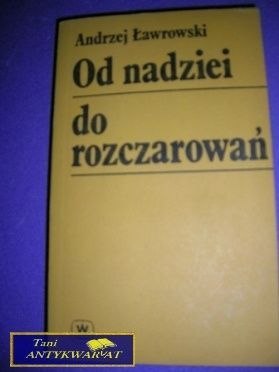 Andrzej Ławrowski
Od nadziei
do
rozczarowań
W
Tani
ANTYKWARIAT